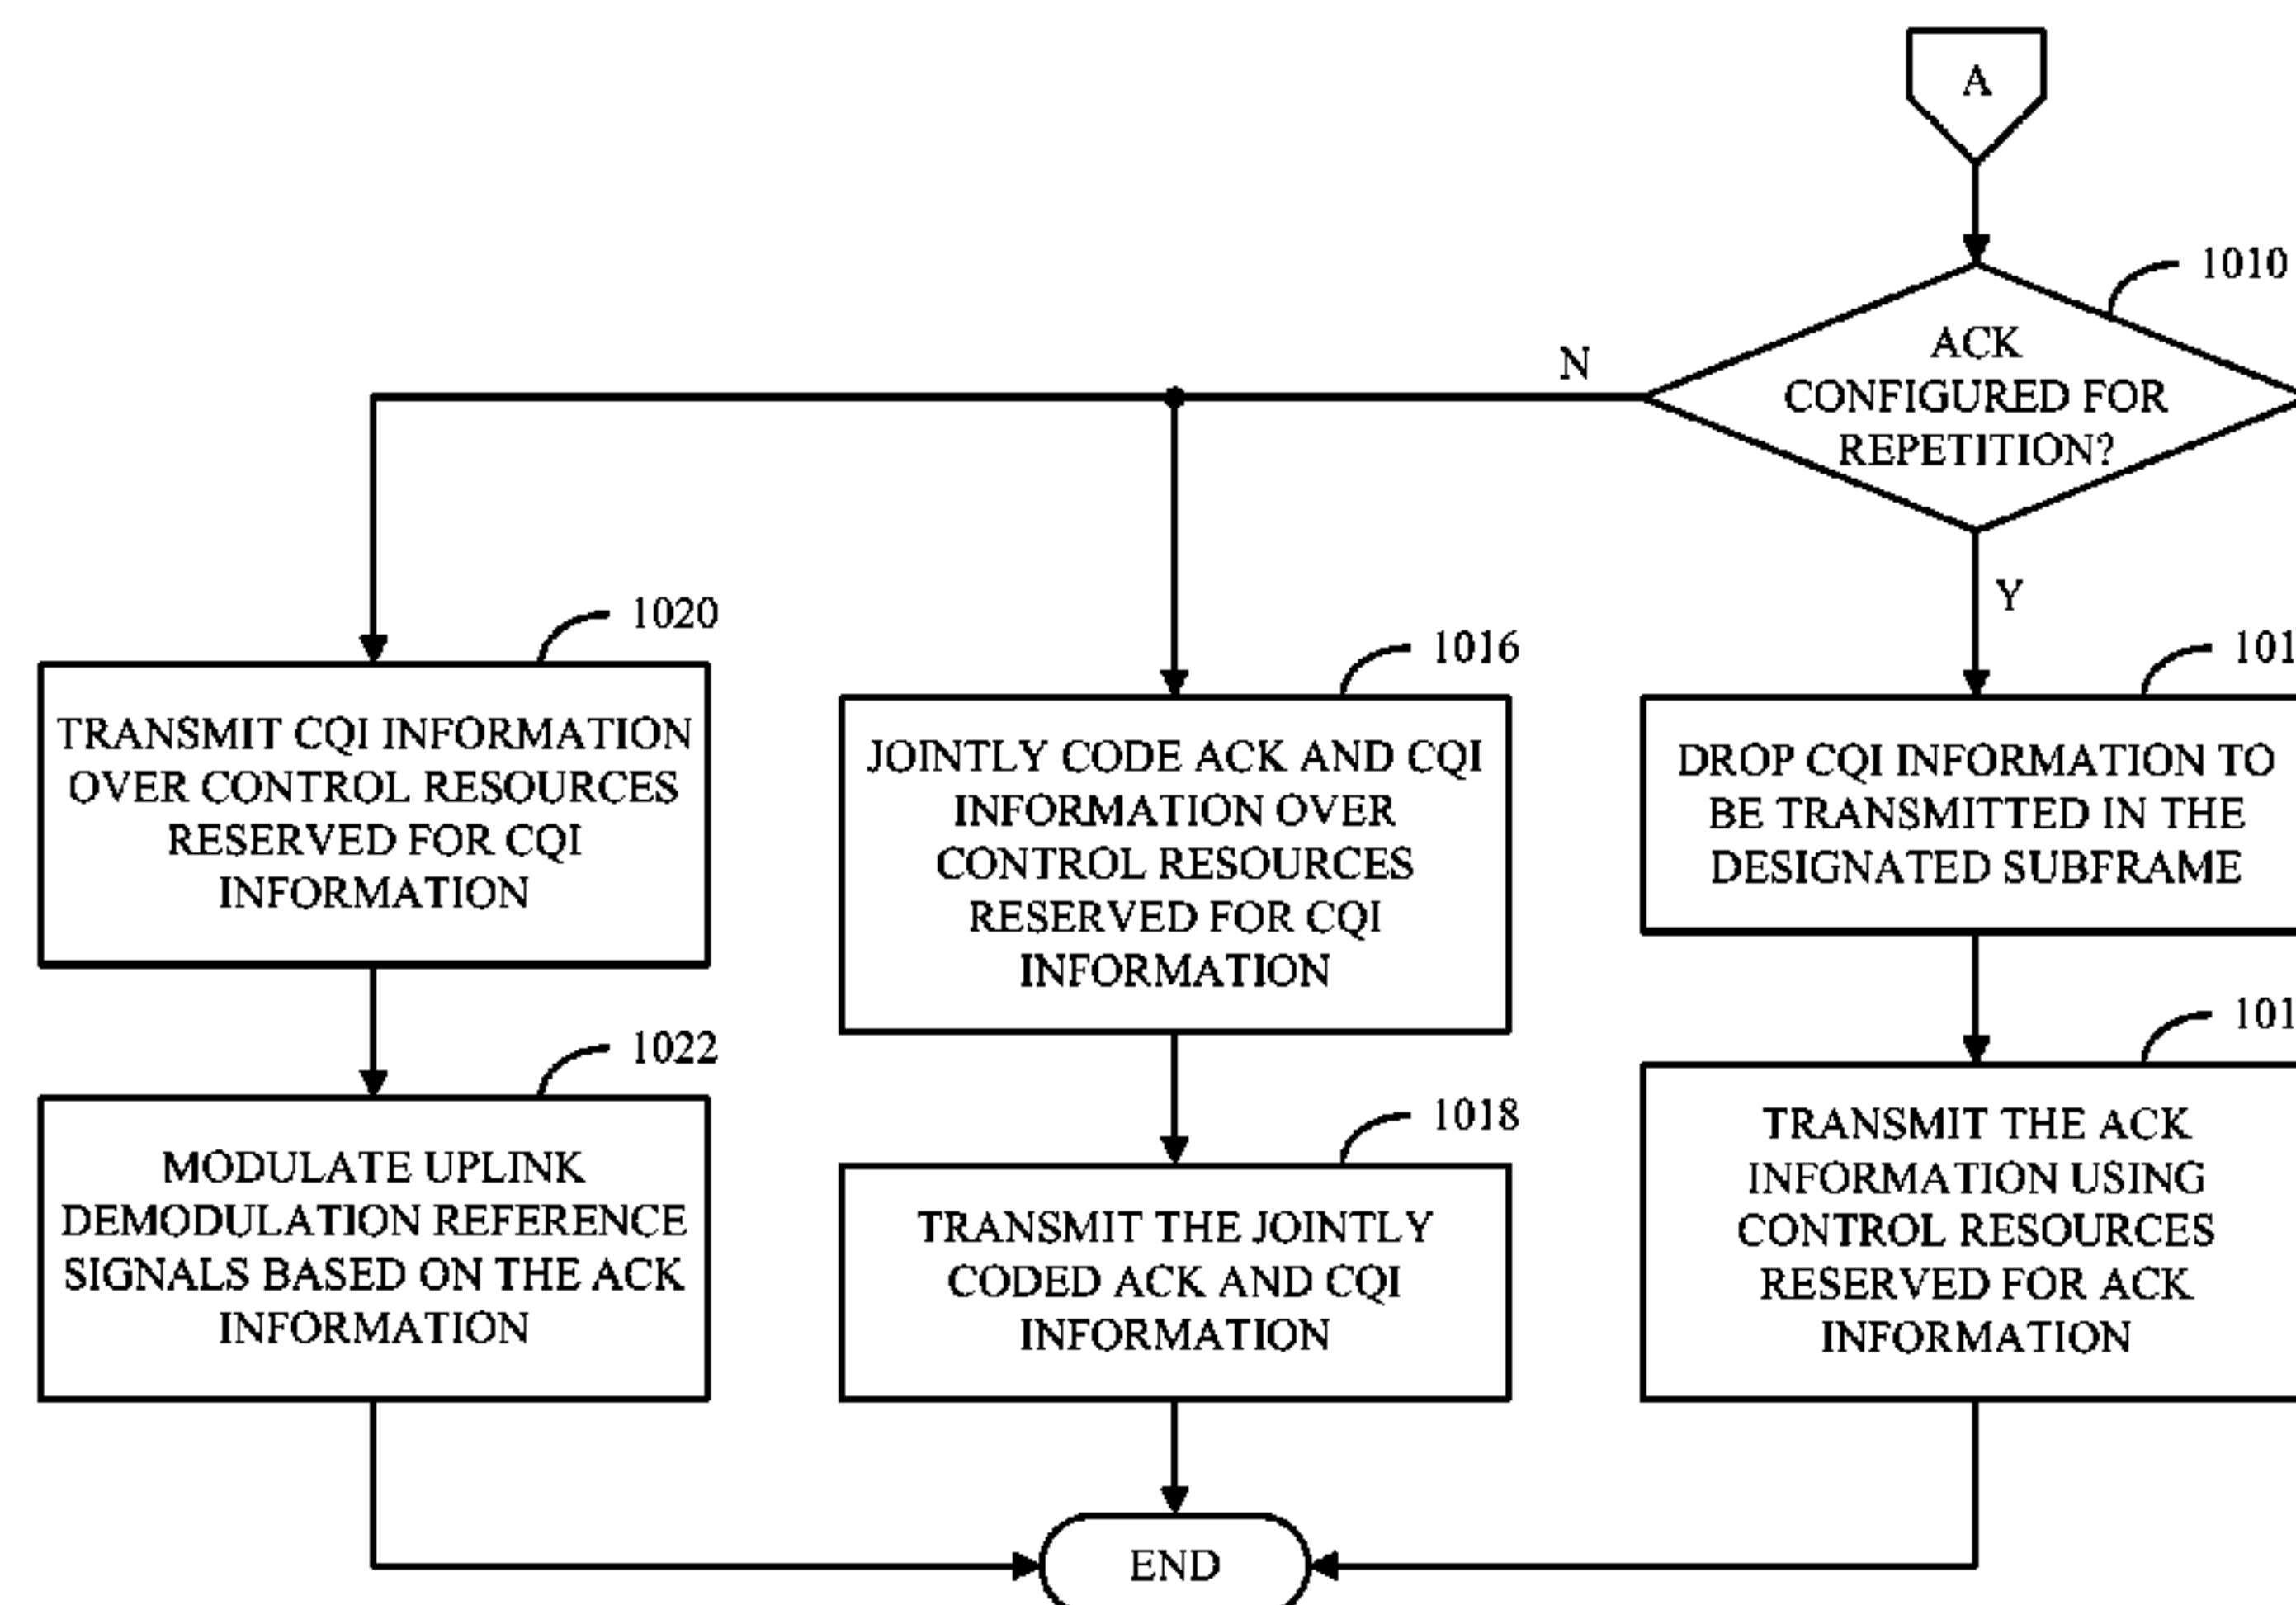 A
1010
ACK
CONFIGURED FOR
REPETITION?
N
Y
1020
TRANSMIT CQI INFORMATION
OVER CONTROL RESOURCES
RESERVED FOR CQI
INFORMATION
1016
JOINTLY CODE ACK AND CQI
INFORMATION OVER
CONTROL RESOURCES
RESERVED FOR CQI
INFORMATION
DROP CQI INFORMATION TO
BE TRANSMITTED IN THE
DESIGNATED SUBFRAME
1022
MODULATE UPLINK
DEMODULATION REFERENCE
SIGNALS BASED ON THE ACK
INFORMATION
1018
TRANSMIT THE JOINTLY
CODED ACK AND CQI
INFORMATION
TRANSMIT THE ACK
INFORMATION USING
CONTROL RESOURCES
RESERVED FOR ACK
INFORMATION
END